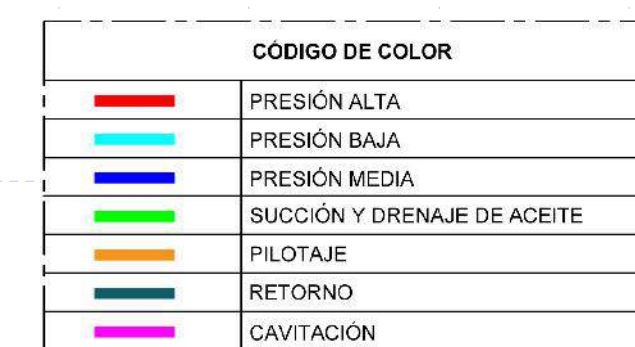 CÓDIGO DE COLOR
PRESIÓN ALTA
PRESIÓN BAJA
PRESIÓN MEDIA
SUCCIÓN Y DRENAJE DE ACEITE
PILOTAJE
RETORNO
CAVITACIÓN